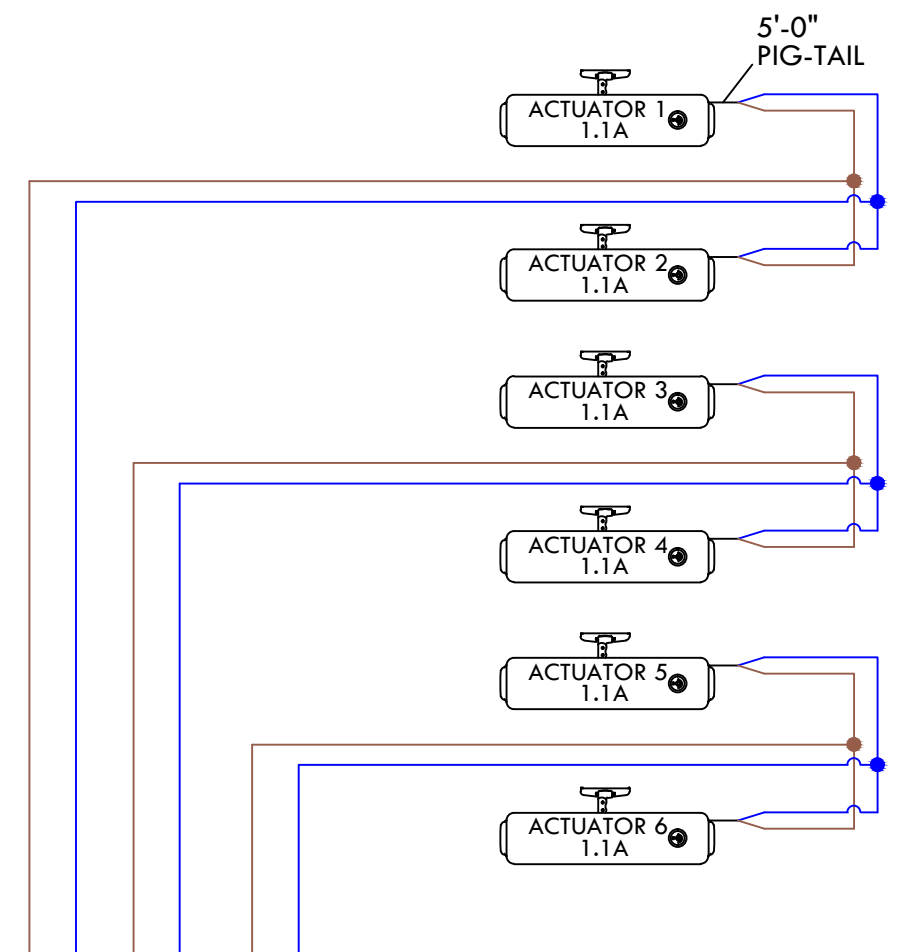 5'-0"
PIG-TAIL
ACTUATOR 1
1.1A
ACTUATOR 2
1.1A
ACTUATOR 3
1.1A
ACTUATOR 4
1.1A
ACTUATOR 5
1.1A
ACTUATOR 6
1.1A